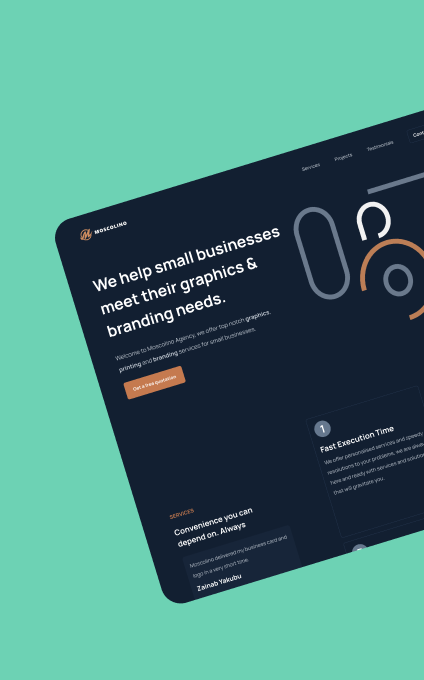 MOSCOLINO
Services
Projects
Testimonials
We help small businesses
meet their graphics &
branding needs.
Welcome to Moscolino Agency, we offer top notch graphics,
printing and branding services for small businesses.
Get a free quotation
1
Fast Execution Time
We offer personalised services and speedy
resolutions to your problems, we are
here and ready with services and
that will gravitate you.
SERVICES
Convenience you can
depend on. Always
Moscolino delivered my business card and
logo in a very short time.
Zainab Yakubu